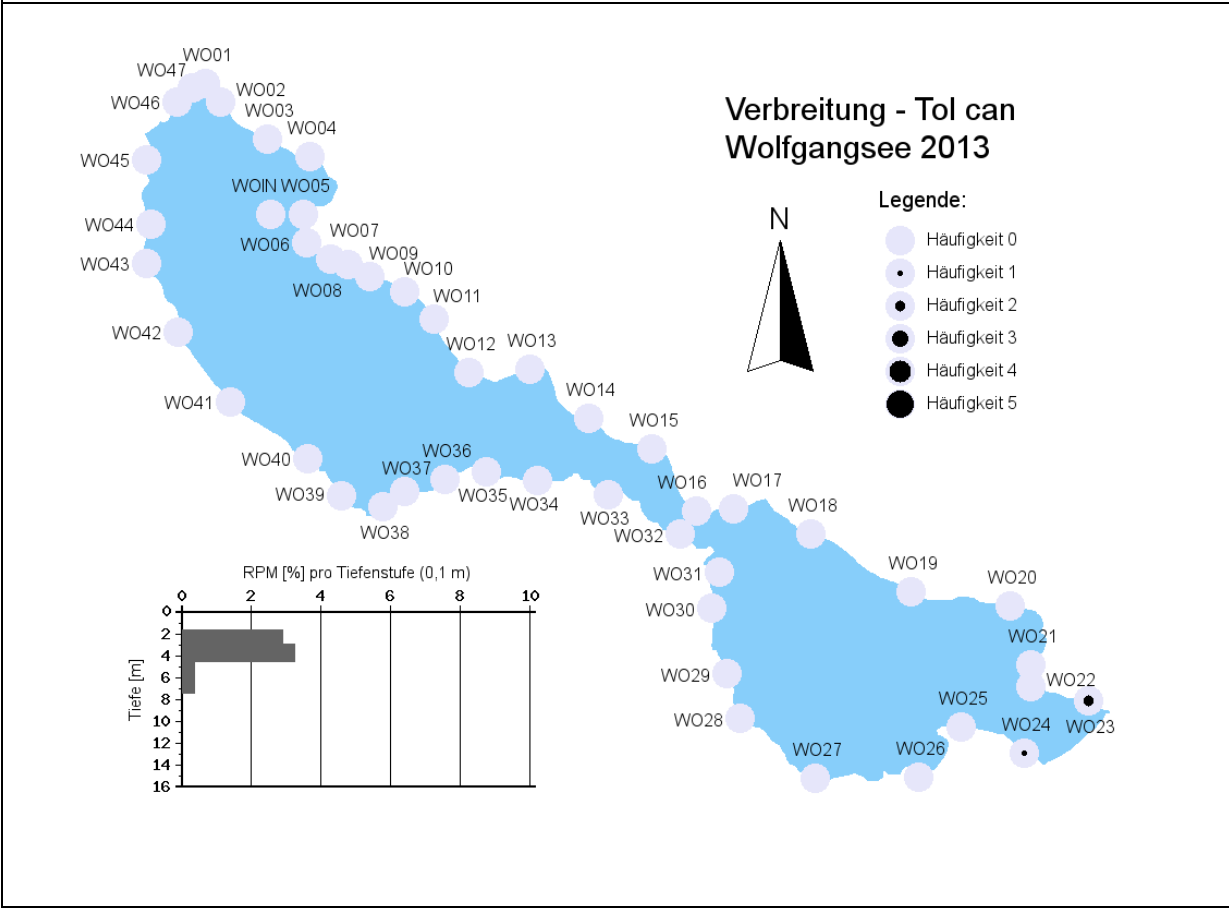 Verbreitung - Tol can
Wolfgangsee 2013
Legende:
Häufigkeit 0
Häufigkeit 1
Häufigkeit 2
Häufigkeit 3
Häufigkeit 4
Häufigkeit 5
N
WO01
WO47
WO02
WO46
WO03
WO04
WO45
WOIN
WO05
WO44
WO06
WO07
WO43
WO09
WO08
WO10
WO11
WO42
WO12
WO13
WO41
WO14
WO15
WO40
WO36
WO37
WO35
WO39
WO34
WO38
WO33
WO16
WO17
WO32
WO18
WO31
WO19
WO20
WO30
WO21
WO29
WO22
WO28
WO25
WO24
WO23
WO27
WO26
RPM [%] pro Tiefenstufe (0,1 m)
0 2 4 6 8 10
Tiefe [m]
0
2
4
6
8
10
12
14
16